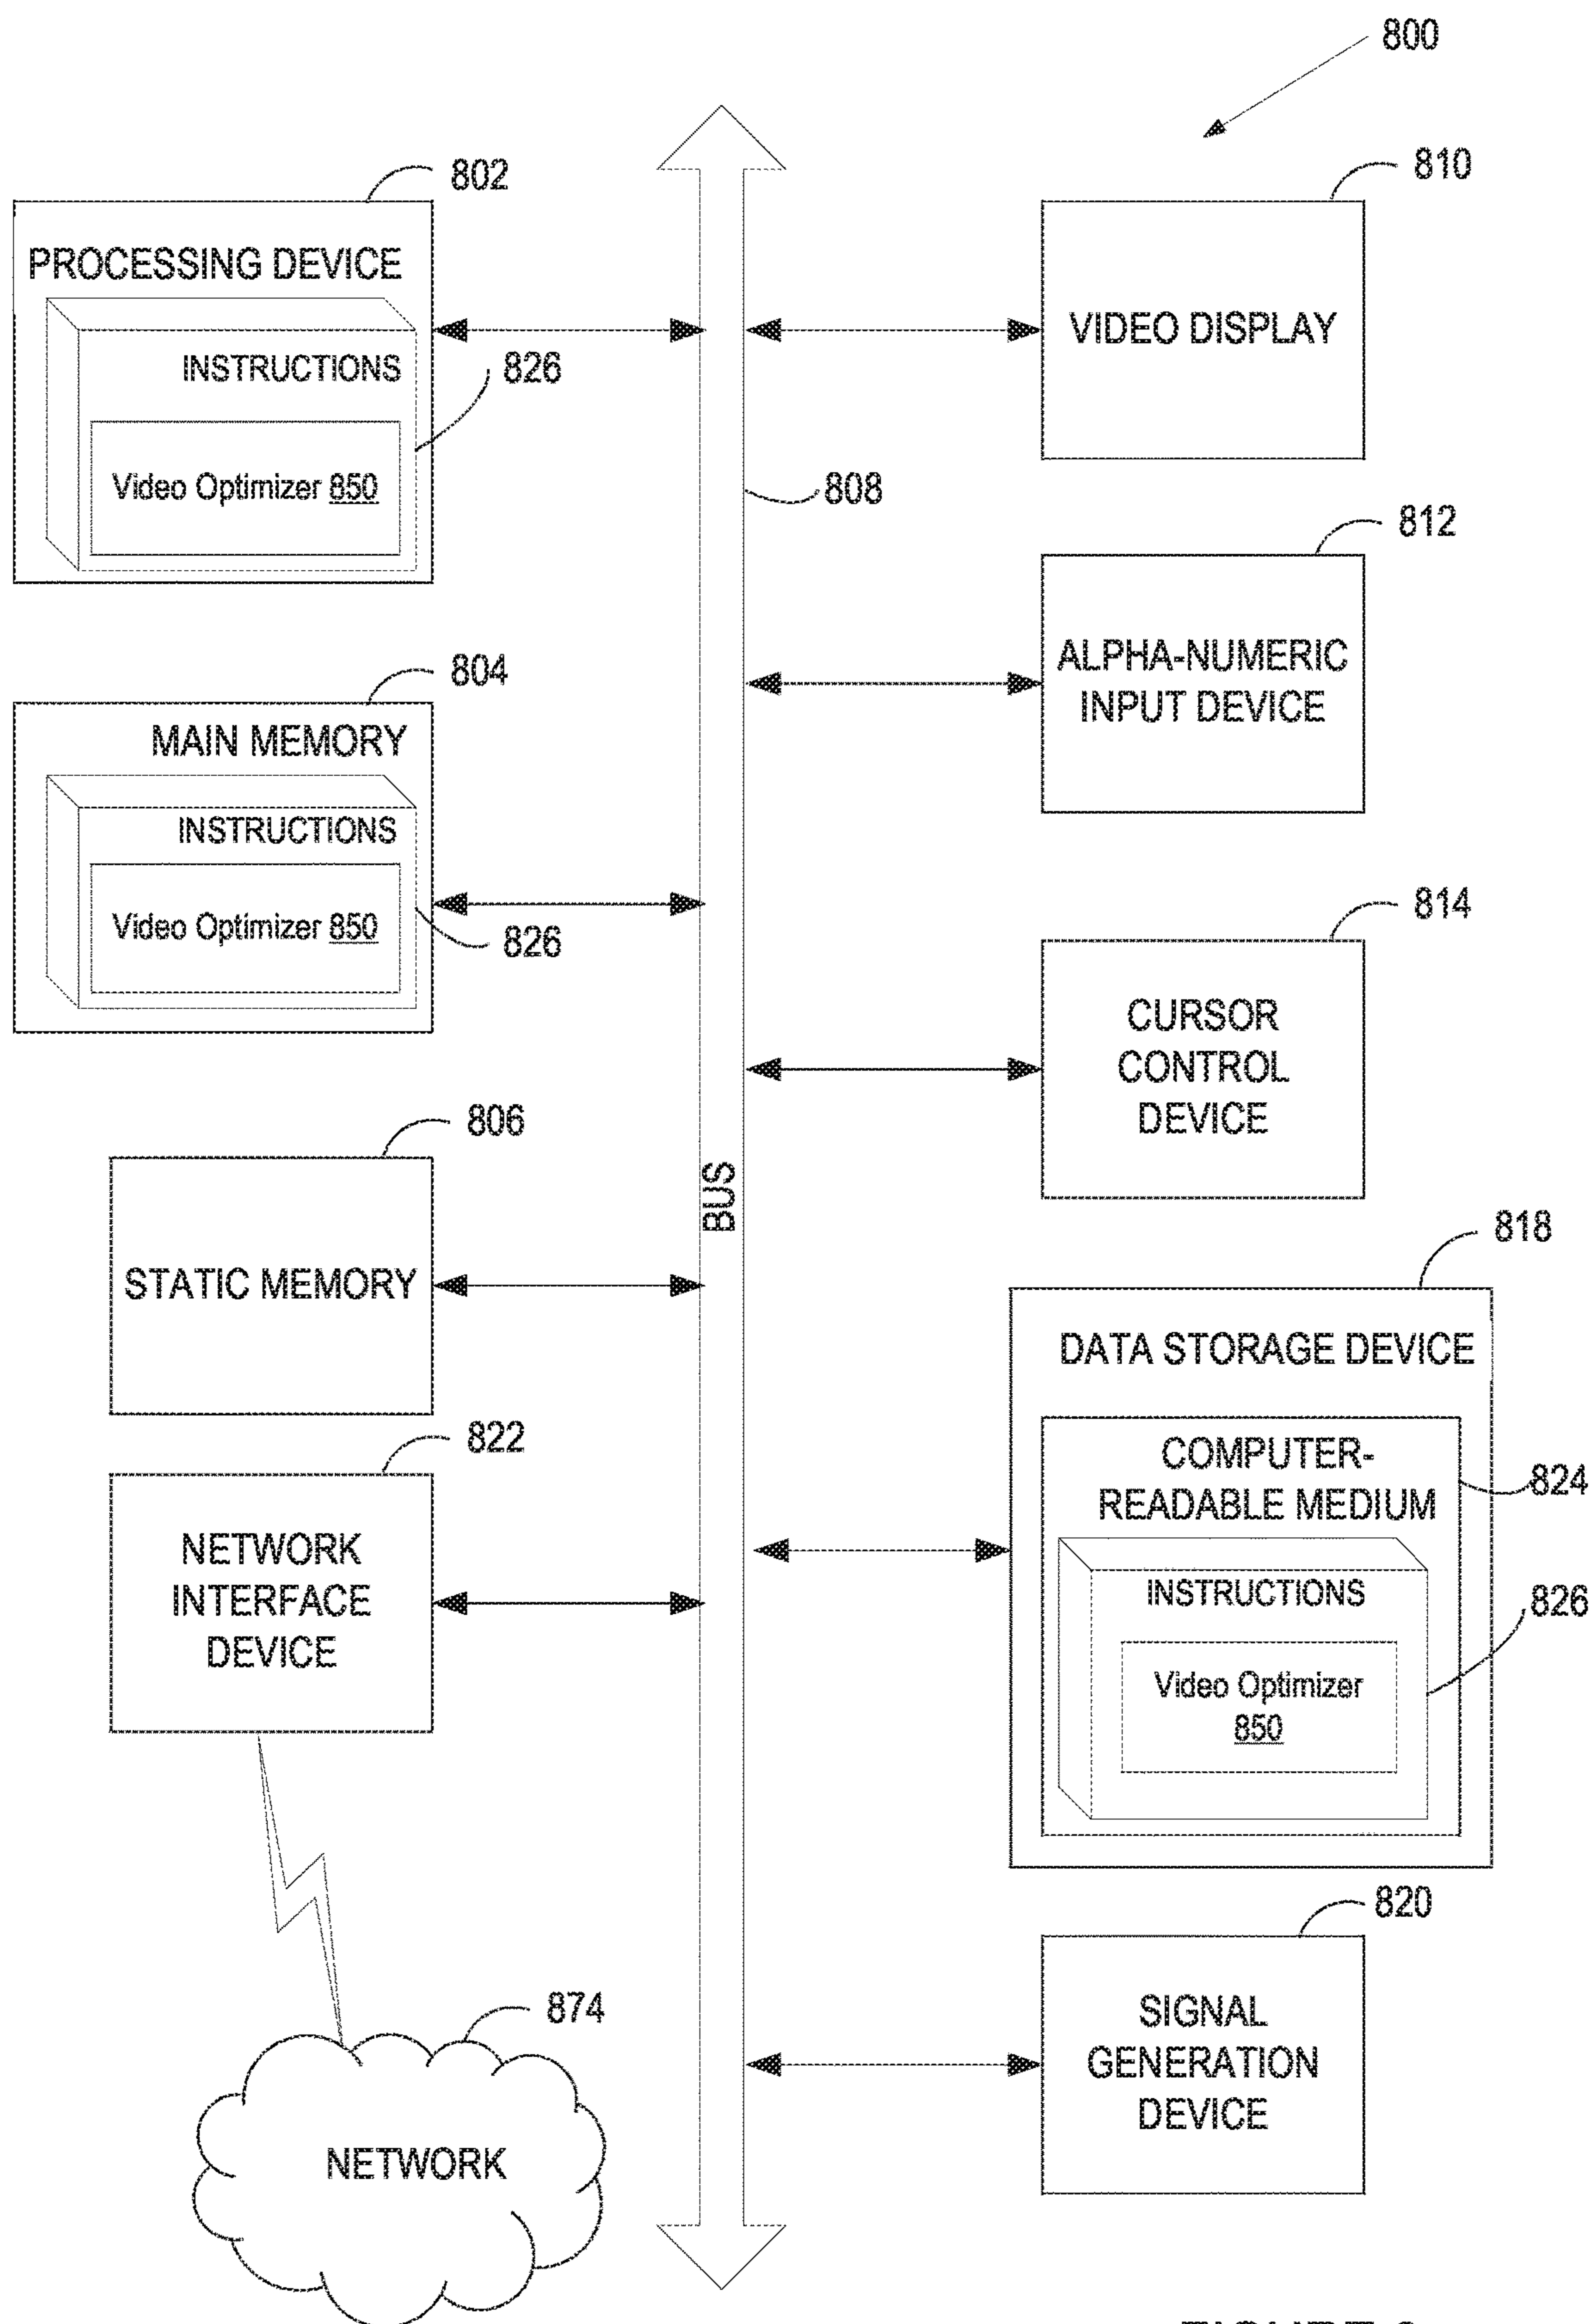 800
802
PROCESSING DEVICE
INSTRUCTIONS
826
Video Optimizer 850
804
MAIN MEMORY
INSTRUCTIONS
Video Optimizer 850
826
806
STATIC MEMORY
822
NETWORK
INTERFACE
DEVICE
874
NETWORK
BUS
808
810
VIDEO DISPLAY
812
ALPHA-NUMERIC
INPUT DEVICE
814
CURSOR
CONTROL
DEVICE
818
DATA STORAGE DEVICE
COMPUTER-
READABLE MEDIUM
824
INSTRUCTIONS
826
Video Optimizer
850
820
SIGNAL
GENERATION
DEVICE